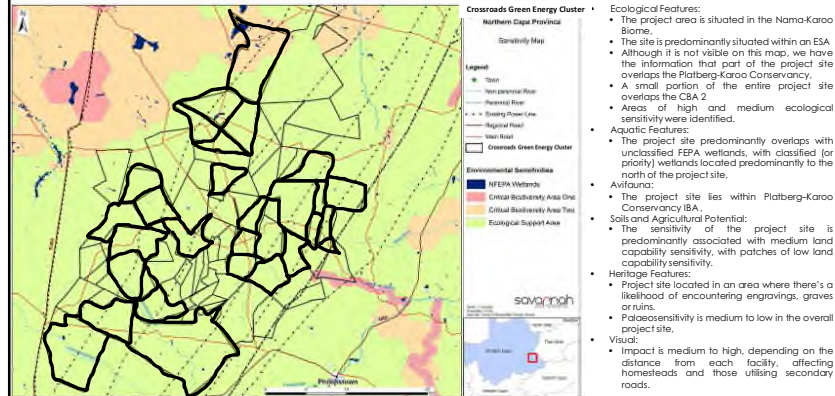 Crossroads Green Energy Cluster
Northern Cape Province
Sensitivity Map
Legend
Town
Non-perennial River
Perennial River
Existing Power Line
Regional Road
Main Road
Crossroads Green Energy Cluster
Environmental Sensitivities
NFEPA Wetlands
Critical Biodiversity Area One
Critical Biodiversity Area Two
Ecological Support Area
savannah
Philipstown
N
• Ecological Features:
• The project area is situated in the Nama-Karoo
Biome,
• The site is predominantly situated within an ESA
• Although it is not visible on this map, we have
the information that part of the project site
overlaps the Platberg-Karoo Conservancy,
• A small portion of the entire project site
overlaps the CBA 2
• Areas of high and medium ecological
sensitivity were identified.
• Aquatic Features:
• The project site predominantly overlaps with
unclassified FEPA wetlands, with classified (or
priority) wetlands located predominantly to the
north of the project site,
• Avifauna:
• The project site lies within Platberg-Karoo
Conservancy IBA,
• Soils and Agricultural Potential:
• The sensitivity of the project site is
predominantly associated with medium land
capability sensitivity, with patches of low land
capability sensitivity.
• Heritage Features:
• Project site located in an area where there's a
likelihood of encountering engravings, graves
or ruins.
• Palaeosensitivity is medium to low in the overall
project site,
• Visual:
• Impact is medium to high, depending on the
distance from each facility, affecting
homesteads and those utilising secondary
roads.